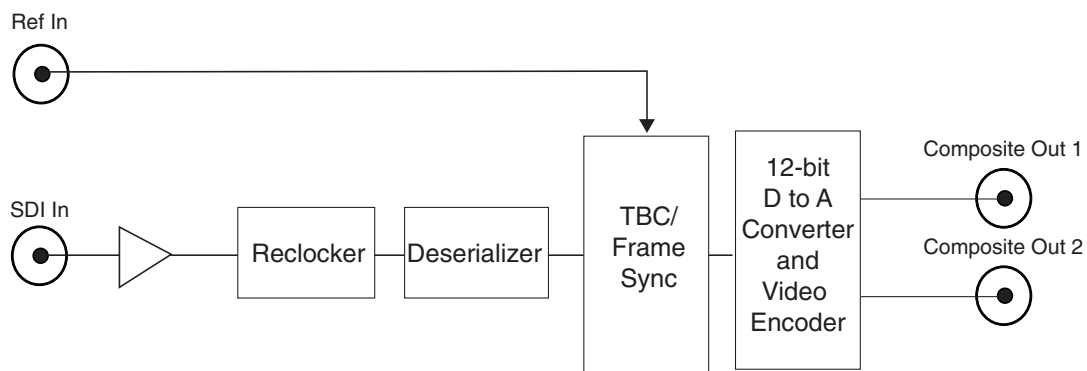 Ref In
SDI In
Reclocker
Deserializer
TBC/
Frame
Sync
12-bit
D to A
Converter
and
Video
Encoder
Composite Out 1
Composite Out 2